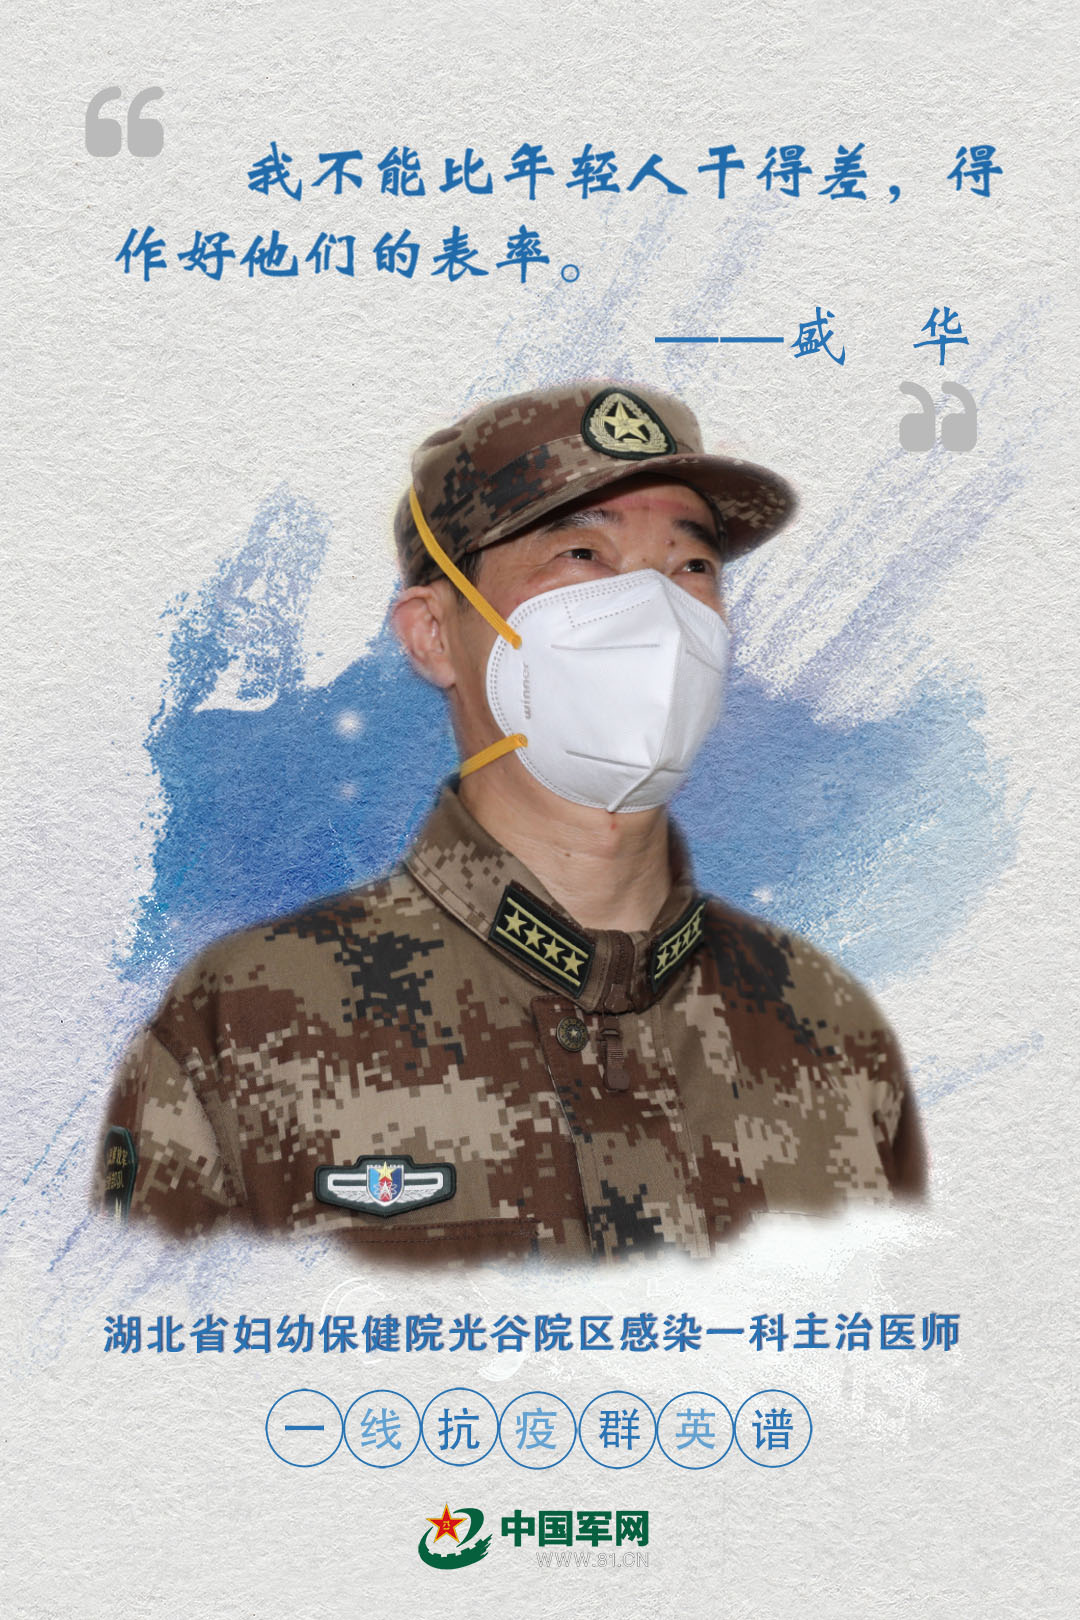 我不能比年轻人干得差，得
作好他们的表率。
——盛 华
winner
湖北省妇幼保健院光谷院区感染一科主治医师
一线抗疫群英谱
中国军网
WWW.81.CN